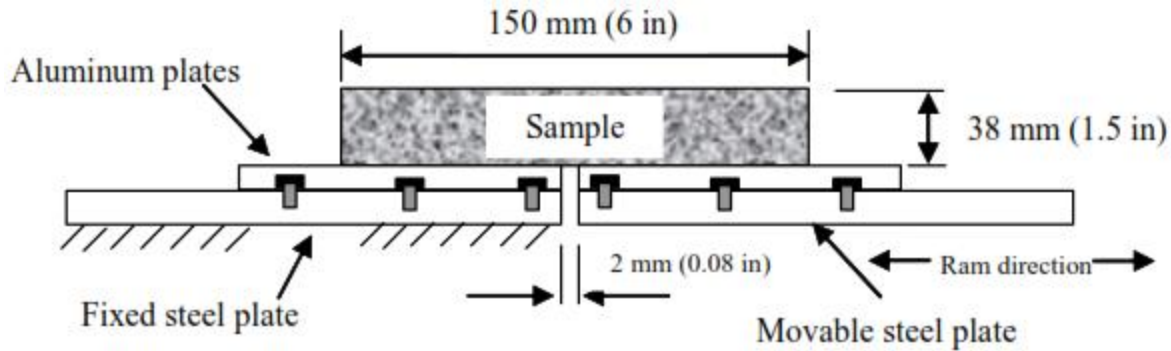 150 mm (6 in)
Aluminum plates
Sample
38 mm (1.5 in)
2 mm (0.08 in)
Ram direction
Fixed steel plate
Movable steel plate